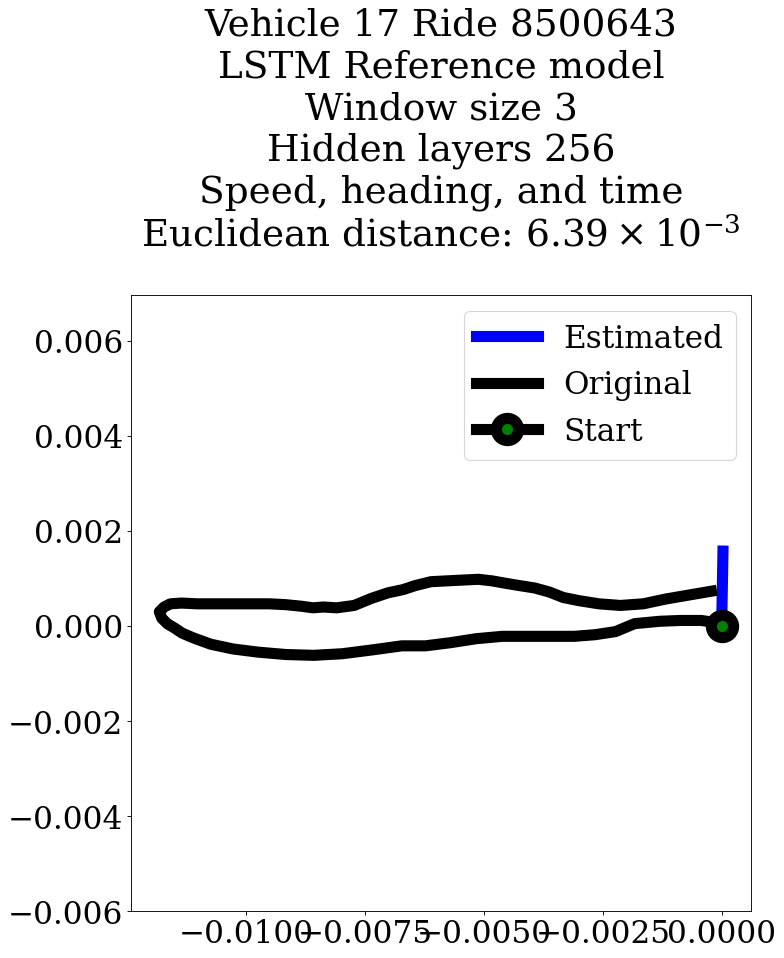 Vehicle 17 Ride 8500643
LSTM Reference model
Window size 3
Hidden layers 256
Speed, heading, and time
Euclidean distance: 6.39 × 10⁻³
Estimated
Original
Start
0.006
0.004
0.002
0.000
−0.002
−0.004
−0.006
−0.0100 −0.0075 −0.0050 −0.0025 0.0000